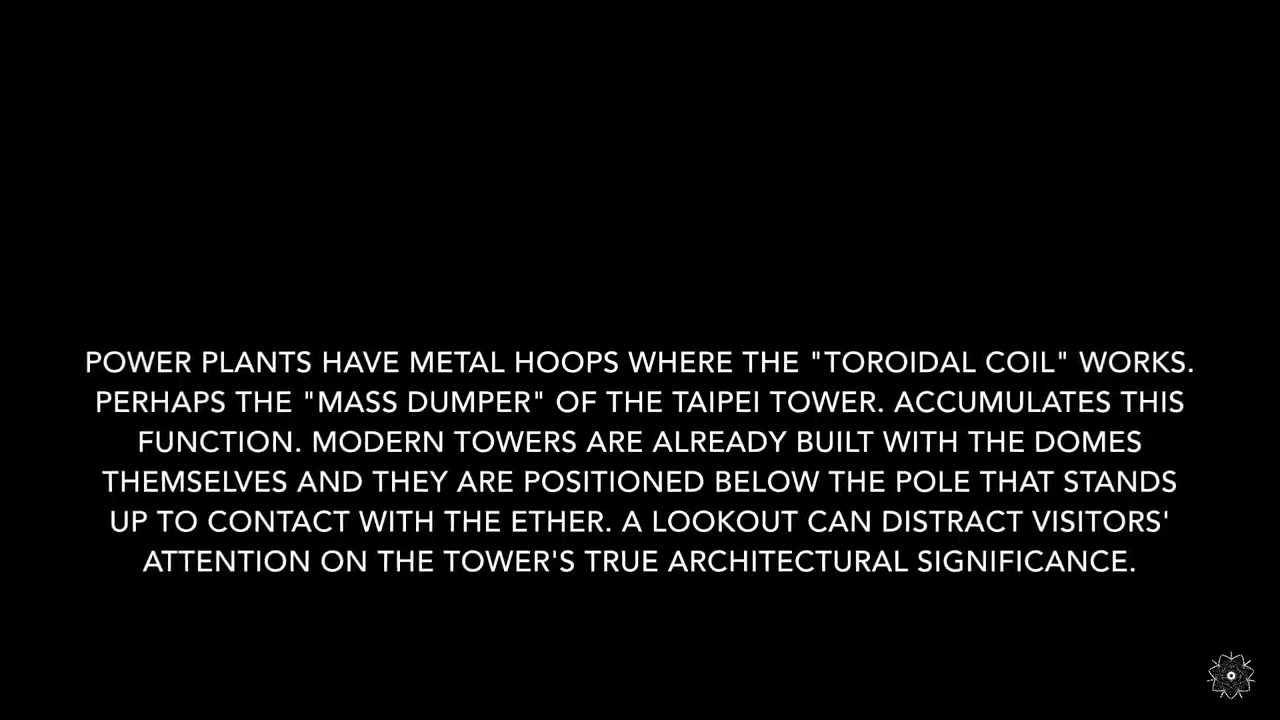 POWER PLANTS HAVE METAL HOOPS WHERE THE "TOROIDAL COIL" WORKS.
PERHAPS THE "MASS DUMPER" OF THE TAIPEI TOWER. ACCUMULATES THIS
FUNCTION. MODERN TOWERS ARE ALREADY BUILT WITH THE DOMES
THEMSELVES AND THEY ARE POSITIONED BELOW THE POLE THAT STANDS
UP TO CONTACT WITH THE ETHER. A LOOKOUT CAN DISTRACT VISITORS'
ATTENTION ON THE TOWER'S TRUE ARCHITECTURAL SIGNIFICANCE.